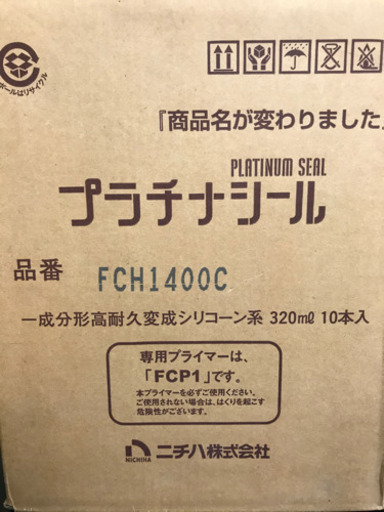 ボールはリサイクル
『商品名が変わりました』
PLATINUM SEAL
プラチナシール
品番 FCH1400C
一成分形高耐久変成シリコーン系 320mℓ 10本入
専用プライマーは、
「FCP1」です。
本プライマーを必ずご使用ください。
ご使用されない場合は、はくりを起こす
危険性がございます。
NICHIHA ニチハ株式会社